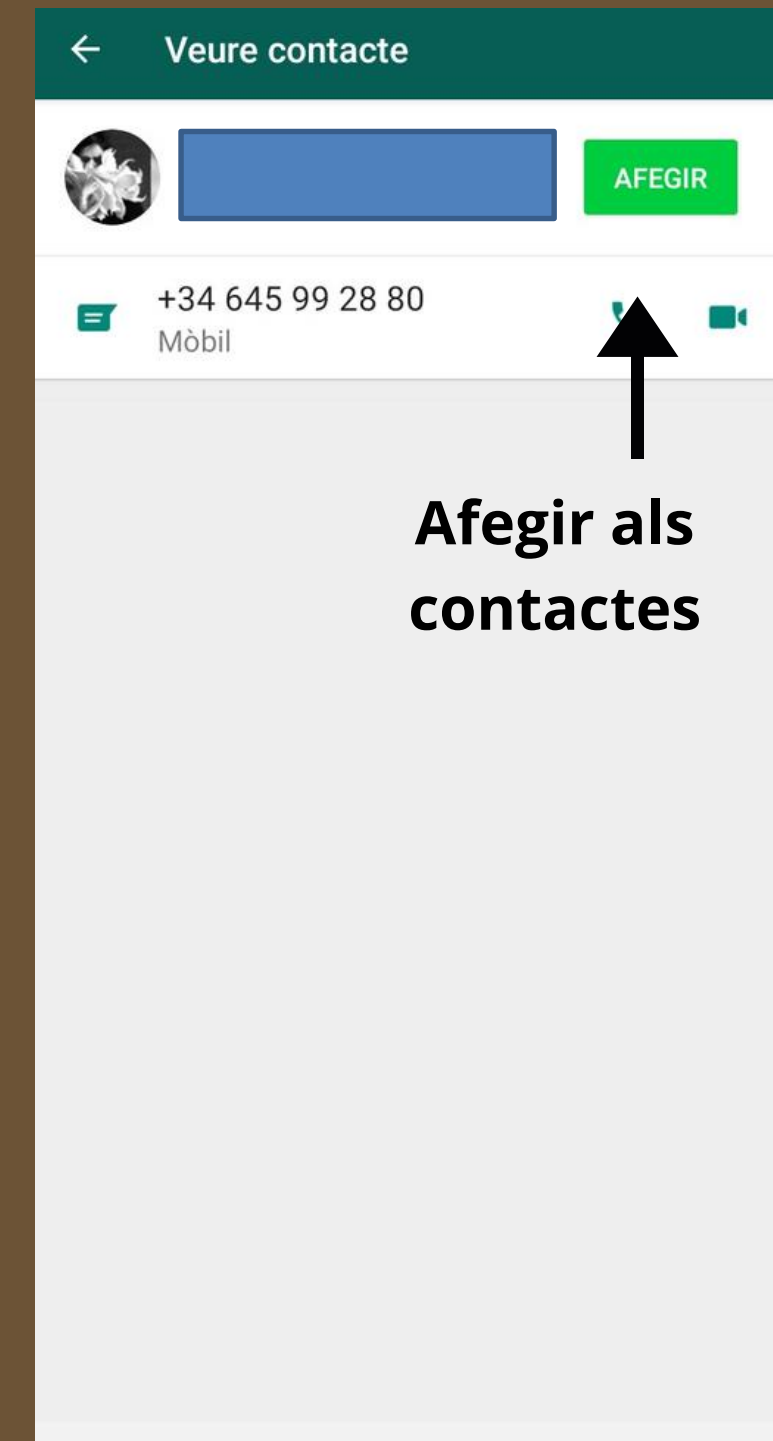 Veure contacte
AFEGIR
+34 645 99 28 80
Mòbil
Afegir als
contactes